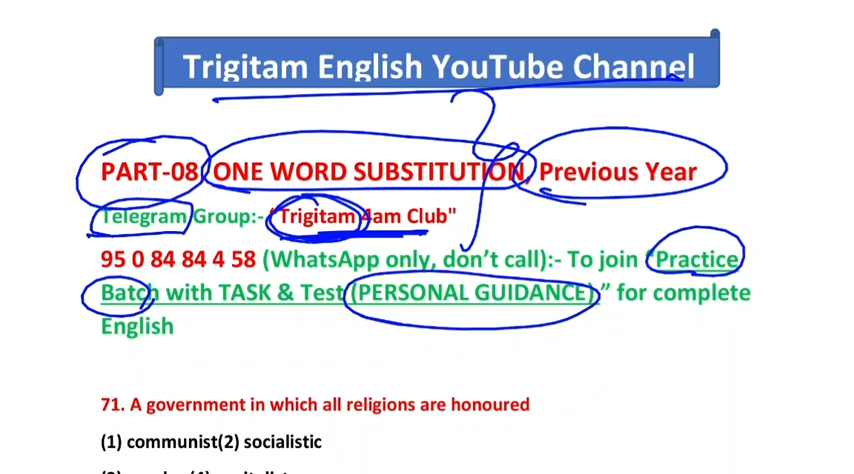 Trigitam English YouTube Channel
PART-08 ONE WORD SUBSTITUTION, Previous Year
Telegram Group:- "Trigitam 4am Club"
95 0 84 84 4 58 (WhatsApp only, don't call):- To join "Practice
Batch with TASK & Test (PERSONAL GUIDANCE) " for complete
English
71. A government in which all religions are honoured
(1) communist(2) socialistic